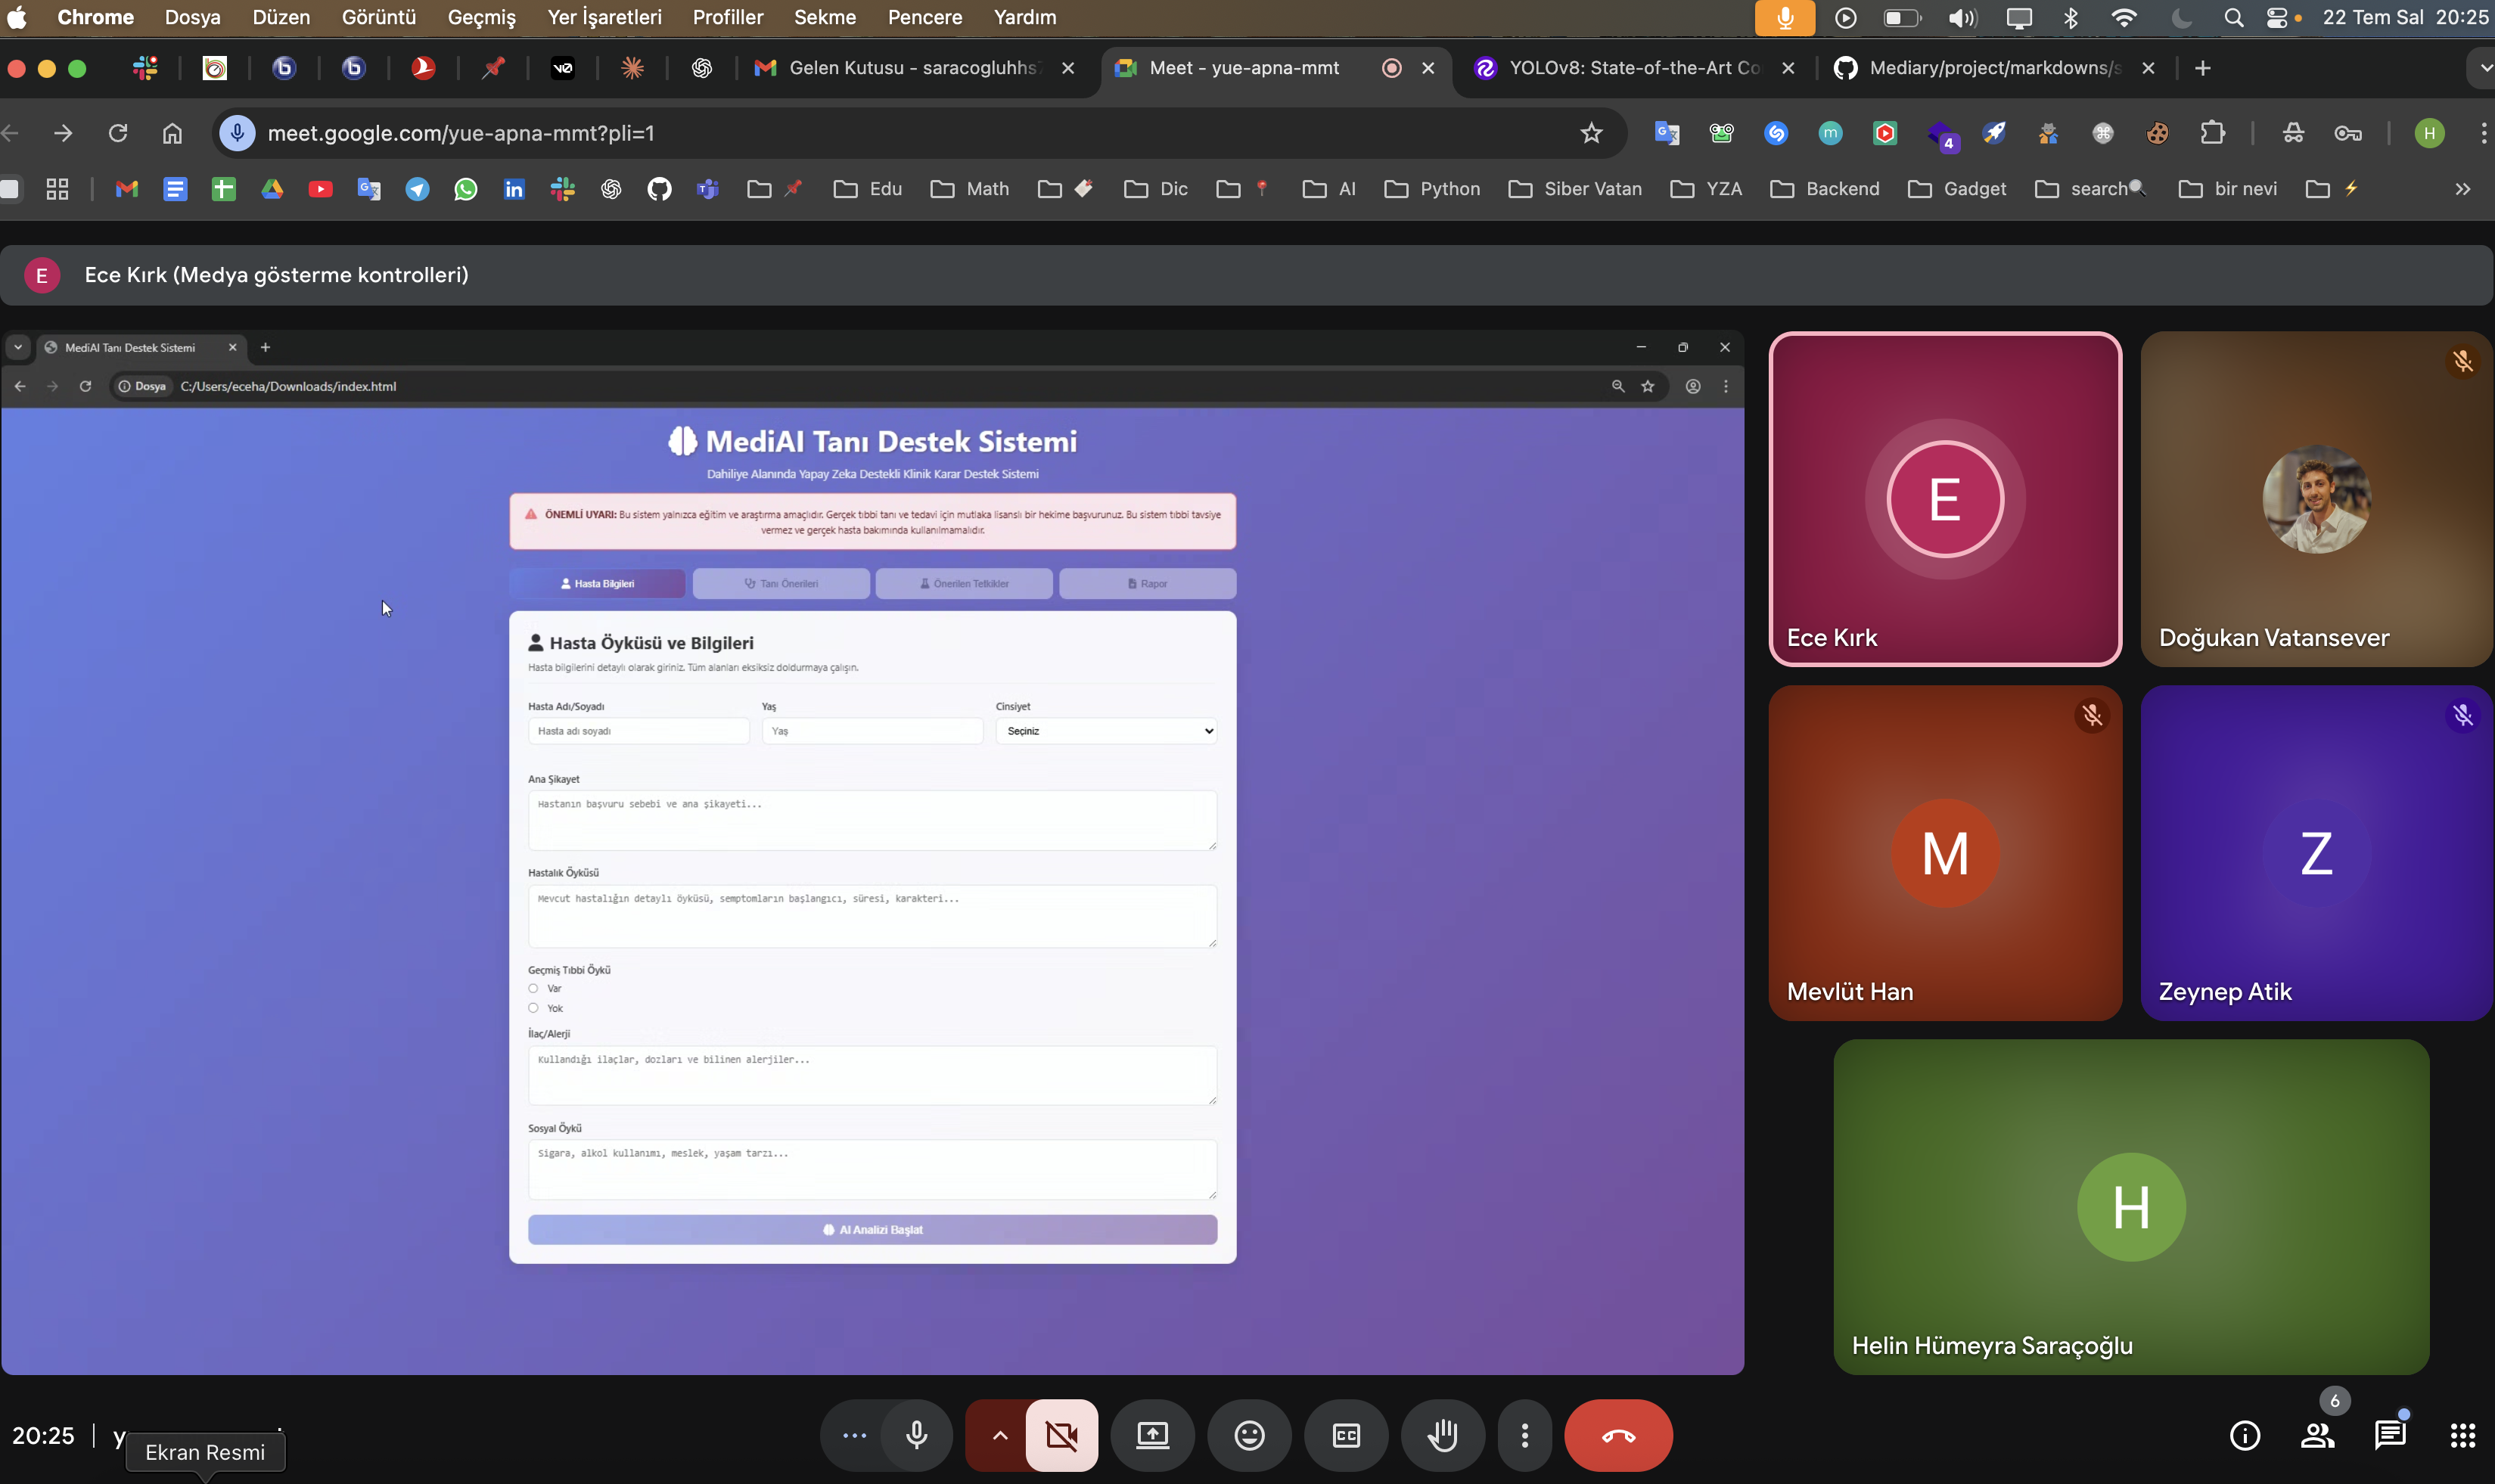 Chrome Dosya Düzen Görüntü Geçmiş Yer İşaretleri Profiller Sekme Pencere Yardım 22 Tem Sal 20:25
Gelen Kutusu - saracogluhhs Meet - yue-apna-mmt YOLOv8: State-of-the-Art Co Mediary/project/markdowns/s
meet.google.com/yue-apna-mmt?pli=1 4 H
Edu Math Dic AI Python Siber Vatan YZA Backend Gadget search bir nevi
E Ece Kırk (Medya gösterme kontrolleri)
MediAI Tanı Destek Sistemi
Dosya C:/Users/eceha/Downloads/index.html
MediAI Tanı Destek Sistemi
Dahiliye Alanında Yapay Zeka Destekli Klinik Karar Destek Sistemi
ÖNEMLİ UYARI: Bu sistem yalnızca eğitim ve araştırma amaçlıdır. Gerçek tıbbi tanı ve tedavi için mutlaka lisanslı bir hekime başvurunuz. Bu sistem tıbbi tavsiye
vermez ve gerçek hasta bakımında kullanılmamalıdır.
Hasta Bilgileri Tanı Önerileri Önerilen Tetkikler Rapor
Hasta Öyküsü ve Bilgileri
Hasta bilgilerini detaylı olarak giriniz. Tüm alanları eksiksiz doldurmaya çalışın.
Hasta Adı/Soyadı Yaş Cinsiyet
Hasta adı soyadı Yaş Seçiniz
Ana Şikayet
Hastanın başvuru sebebi ve ana şikayeti...
Hastalık Öyküsü
Mevcut hastalığın detaylı öyküsü, semptomların başlangıcı, süresi, karakteri...
Geçmiş Tıbbi Öykü
Var
Yok
İlaç/Alerji
Kullandığı ilaçlar, dozları ve bilinen alerjiler...
Sosyal Öykü
Sigara, alkol kullanımı, meslek, yaşam tarzı...
AI Analizi Başlat
E
Ece Kırk
Doğukan Vatansever
M
Mevlüt Han
Z
Zeynep Atik
H
Helin Hümeyra Saraçoğlu
20:25
Ekran Resmi
CC
6